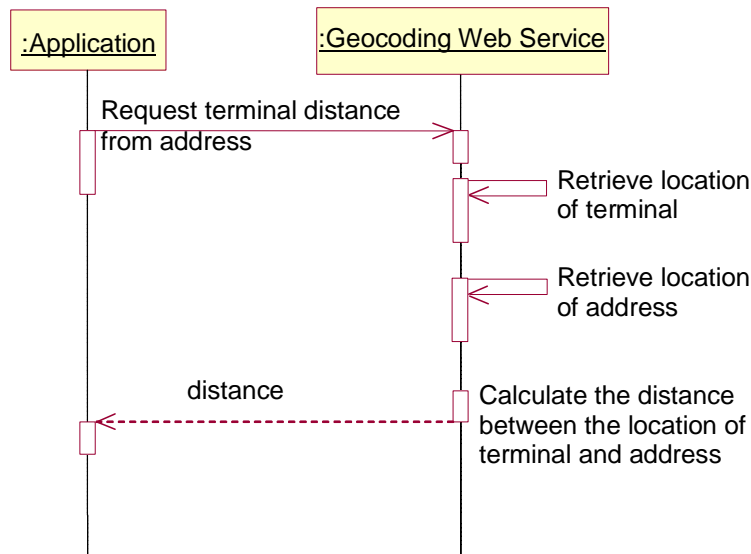 :Application
:Geocoding Web Service
Request terminal distance
from address
Retrieve location
of terminal
Retrieve location
of address
distance
Calculate the distance
between the location of
terminal and address